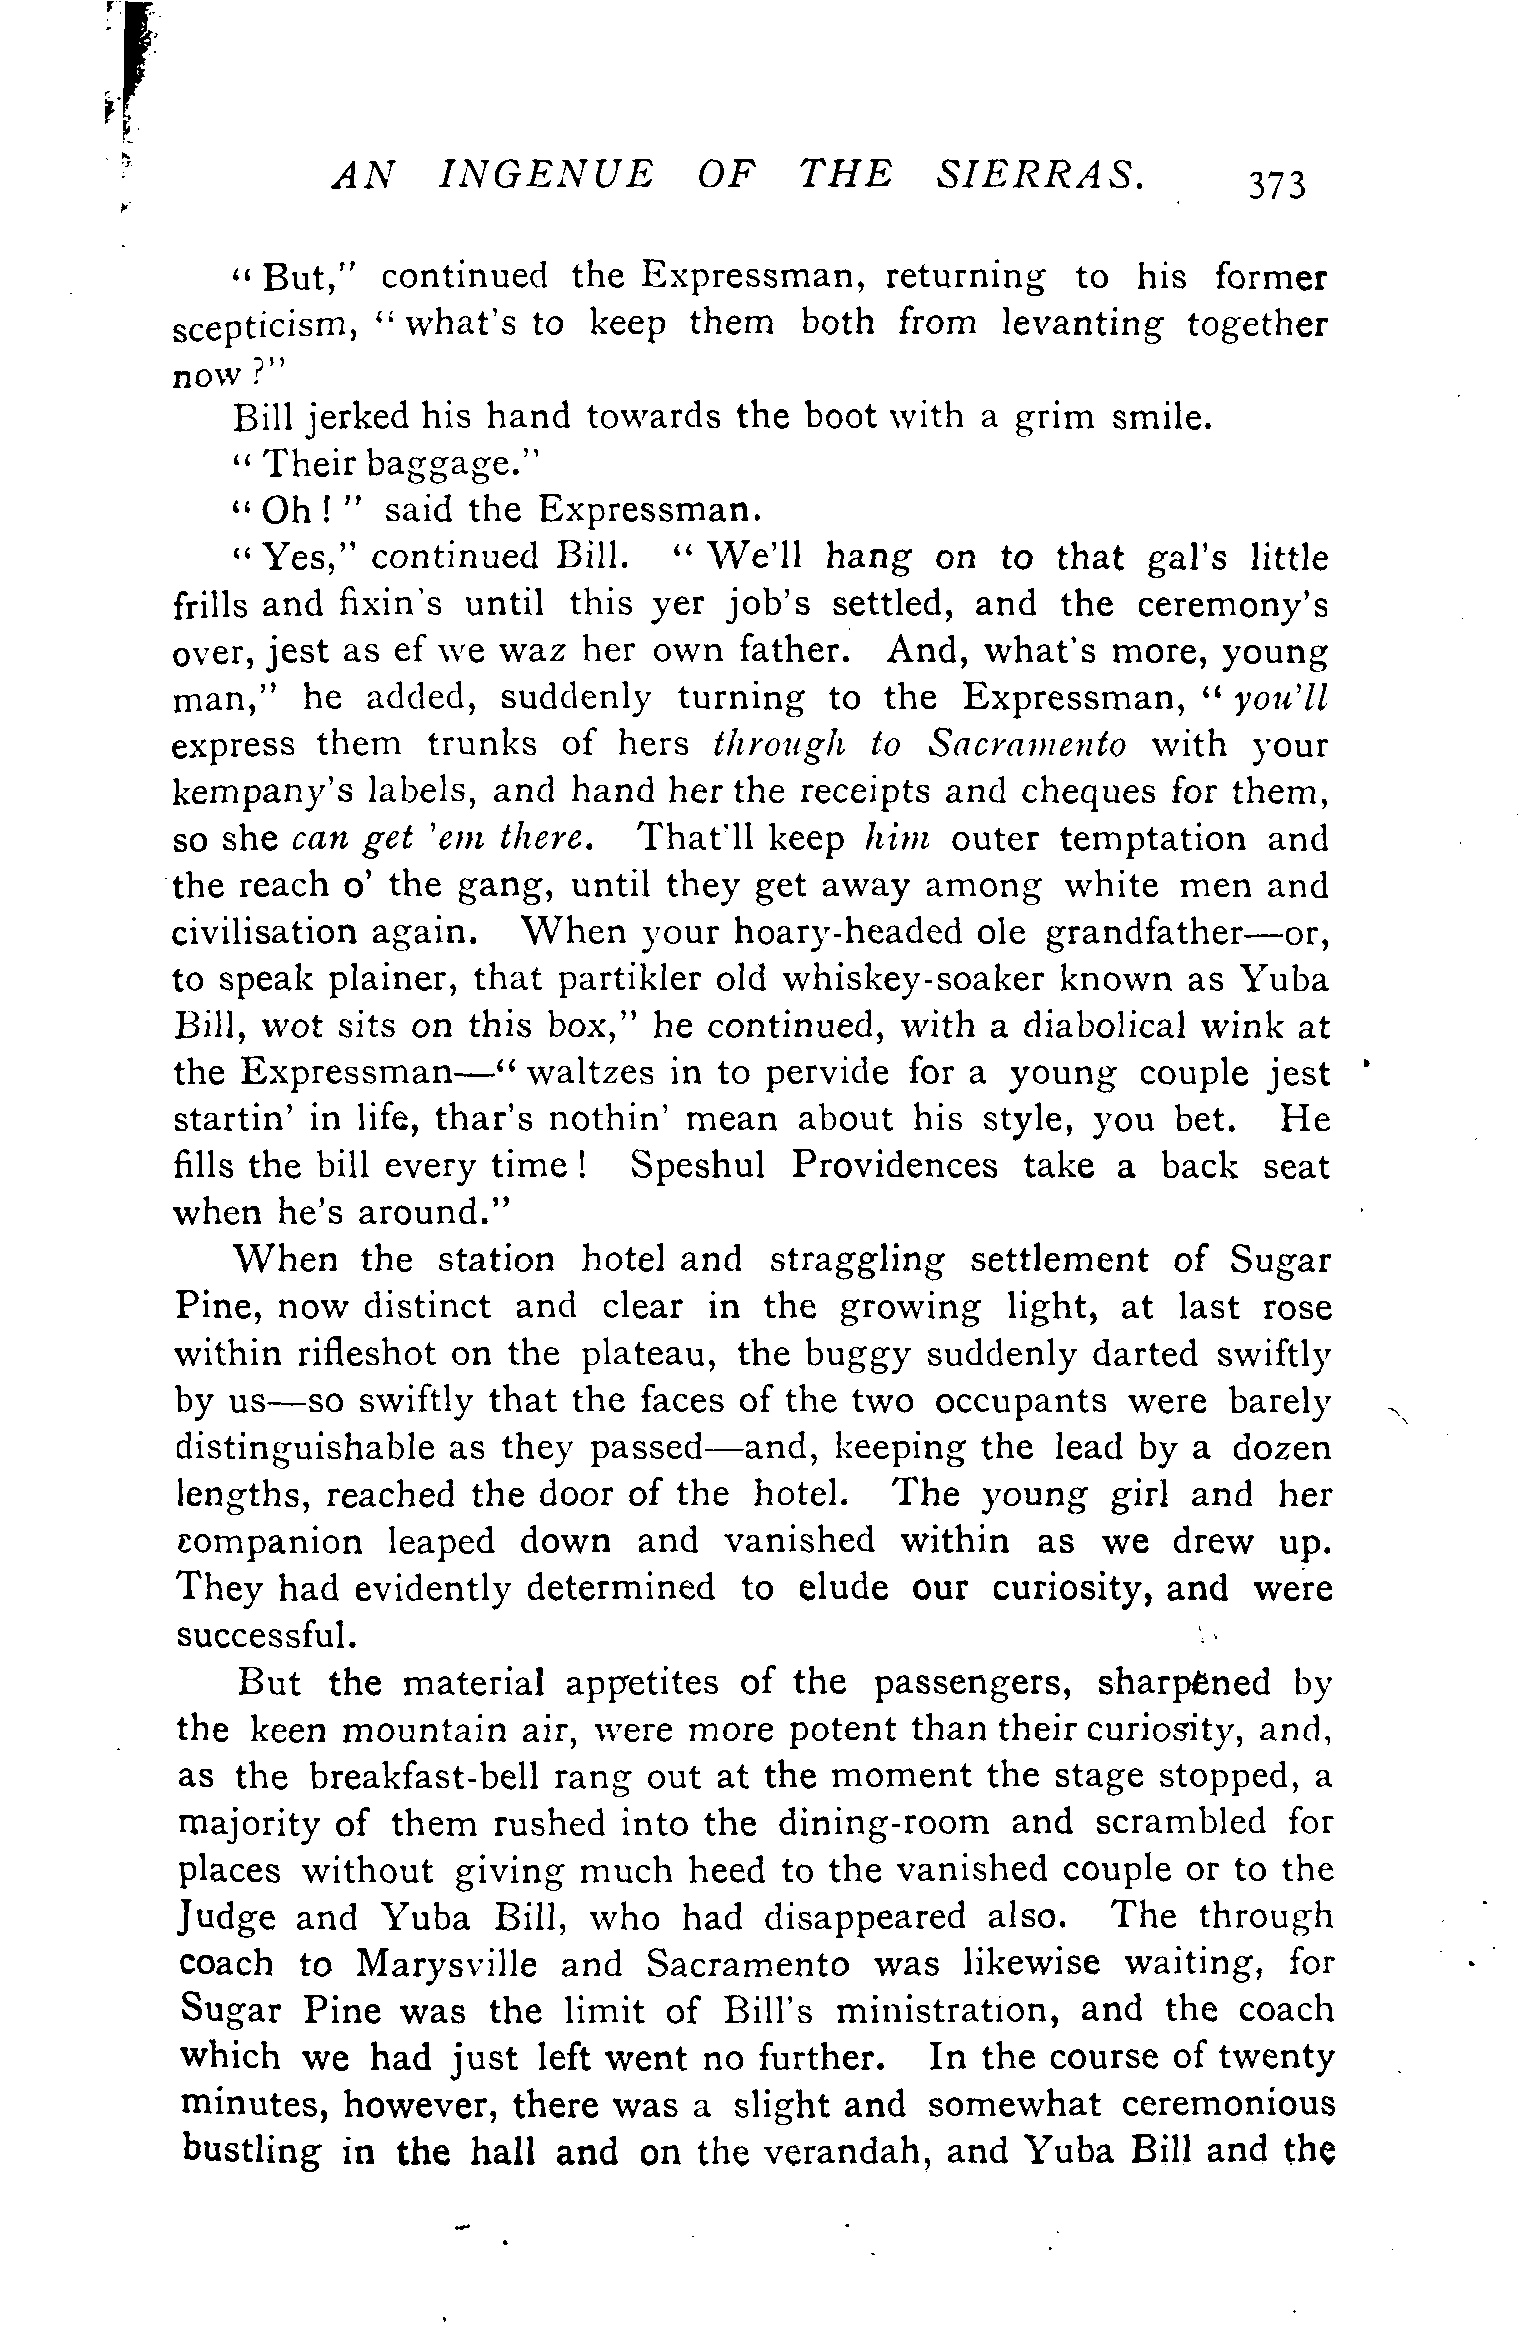 AN INGENUE OF THE SIERRAS. 373
" But," continued the Expressman, returning to his former
scepticism, " what's to keep them both from levanting together
now ?"
Bill jerked his hand towards the boot with a grim smile.
" Their baggage."
" Oh ! " said the Expressman.
" Yes," continued Bill. " We'll hang on to that gal's little
frills and fixin's until this yer job's settled, and the ceremony's
over, jest as ef we waz her own father. And, what's more, young
man," he added, suddenly turning to the Expressman, " you'll
express them trunks of hers through to Sacramento with your
kempany's labels, and hand her the receipts and cheques for them,
so she can get 'em there. That'll keep him outer temptation and
the reach o' the gang, until they get away among white men and
civilisation again. When your hoary-headed ole grandfather—or,
to speak plainer, that partikler old whiskey-soaker known as Yuba
Bill, wot sits on this box," he continued, with a diabolical wink at
the Expressman—" waltzes in to pervide for a young couple jest
startin' in life, thar's nothin' mean about his style, you bet. He
fills the bill every time ! Speshul Providences take a back seat
when he's around."
When the station hotel and straggling settlement of Sugar
Pine, now distinct and clear in the growing light, at last rose
within rifleshot on the plateau, the buggy suddenly darted swiftly
by us—so swiftly that the faces of the two occupants were barely
distinguishable as they passed—and, keeping the lead by a dozen
lengths, reached the door of the hotel. The young girl and her
companion leaped down and vanished within as we drew up.
They had evidently determined to elude our curiosity, and were
successful.
But the material appetites of the passengers, sharpened by
the keen mountain air, were more potent than their curiosity, and,
as the breakfast-bell rang out at the moment the stage stopped, a
majority of them rushed into the dining-room and scrambled for
places without giving much heed to the vanished couple or to the
Judge and Yuba Bill, who had disappeared also. The through
coach to Marysville and Sacramento was likewise waiting, for
Sugar Pine was the limit of Bill's ministration, and the coach
which we had just left went no further. In the course of twenty
minutes, however, there was a slight and somewhat ceremonious
bustling in the hall and on the verandah, and Yuba Bill and the